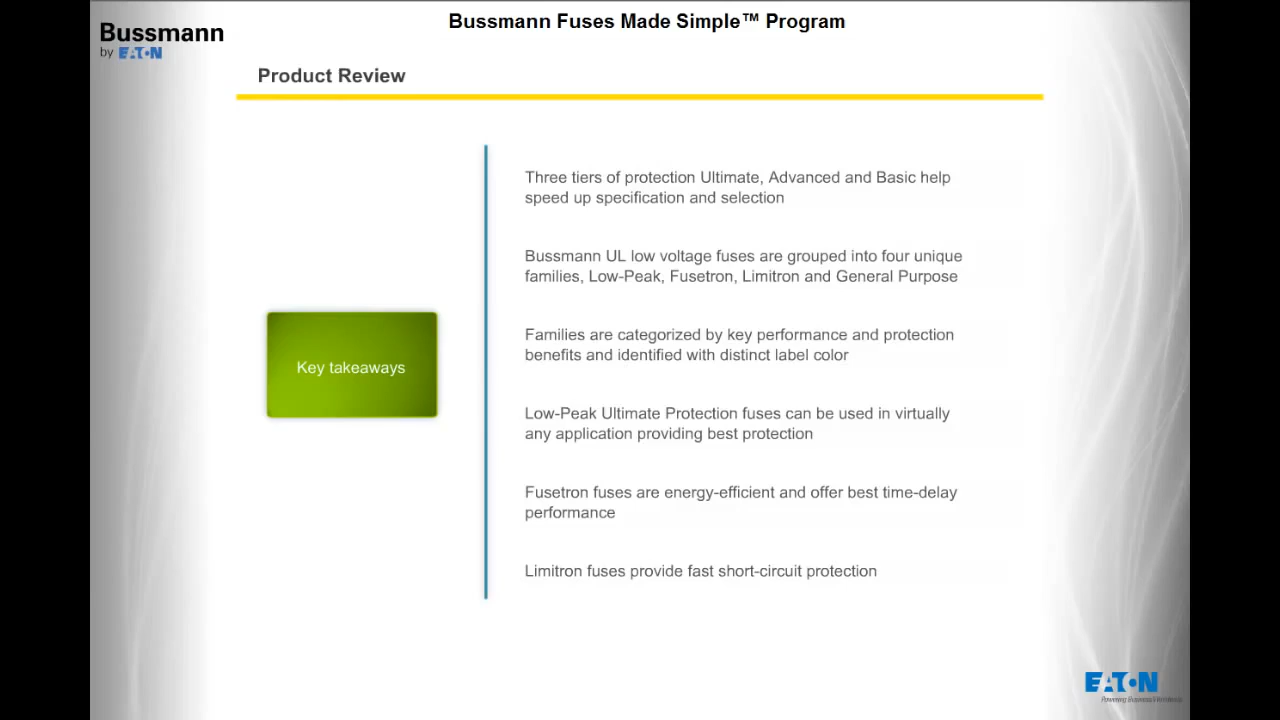 Bussmann Fuses Made Simple™ Program
Bussmann
by EATON
Product Review
Three tiers of protection Ultimate, Advanced and Basic help
speed up specification and selection
Bussmann UL low voltage fuses are grouped into four unique
families, Low-Peak, Fusetron, Limitron and General Purpose
Families are categorized by key performance and protection
benefits and identified with distinct label color
Key takeaways
Low-Peak Ultimate Protection fuses can be used in virtually
any application providing best protection
Fusetron fuses are energy-efficient and offer best time-delay
performance
Limitron fuses provide fast short-circuit protection
EATON
Powering Business Worldwide